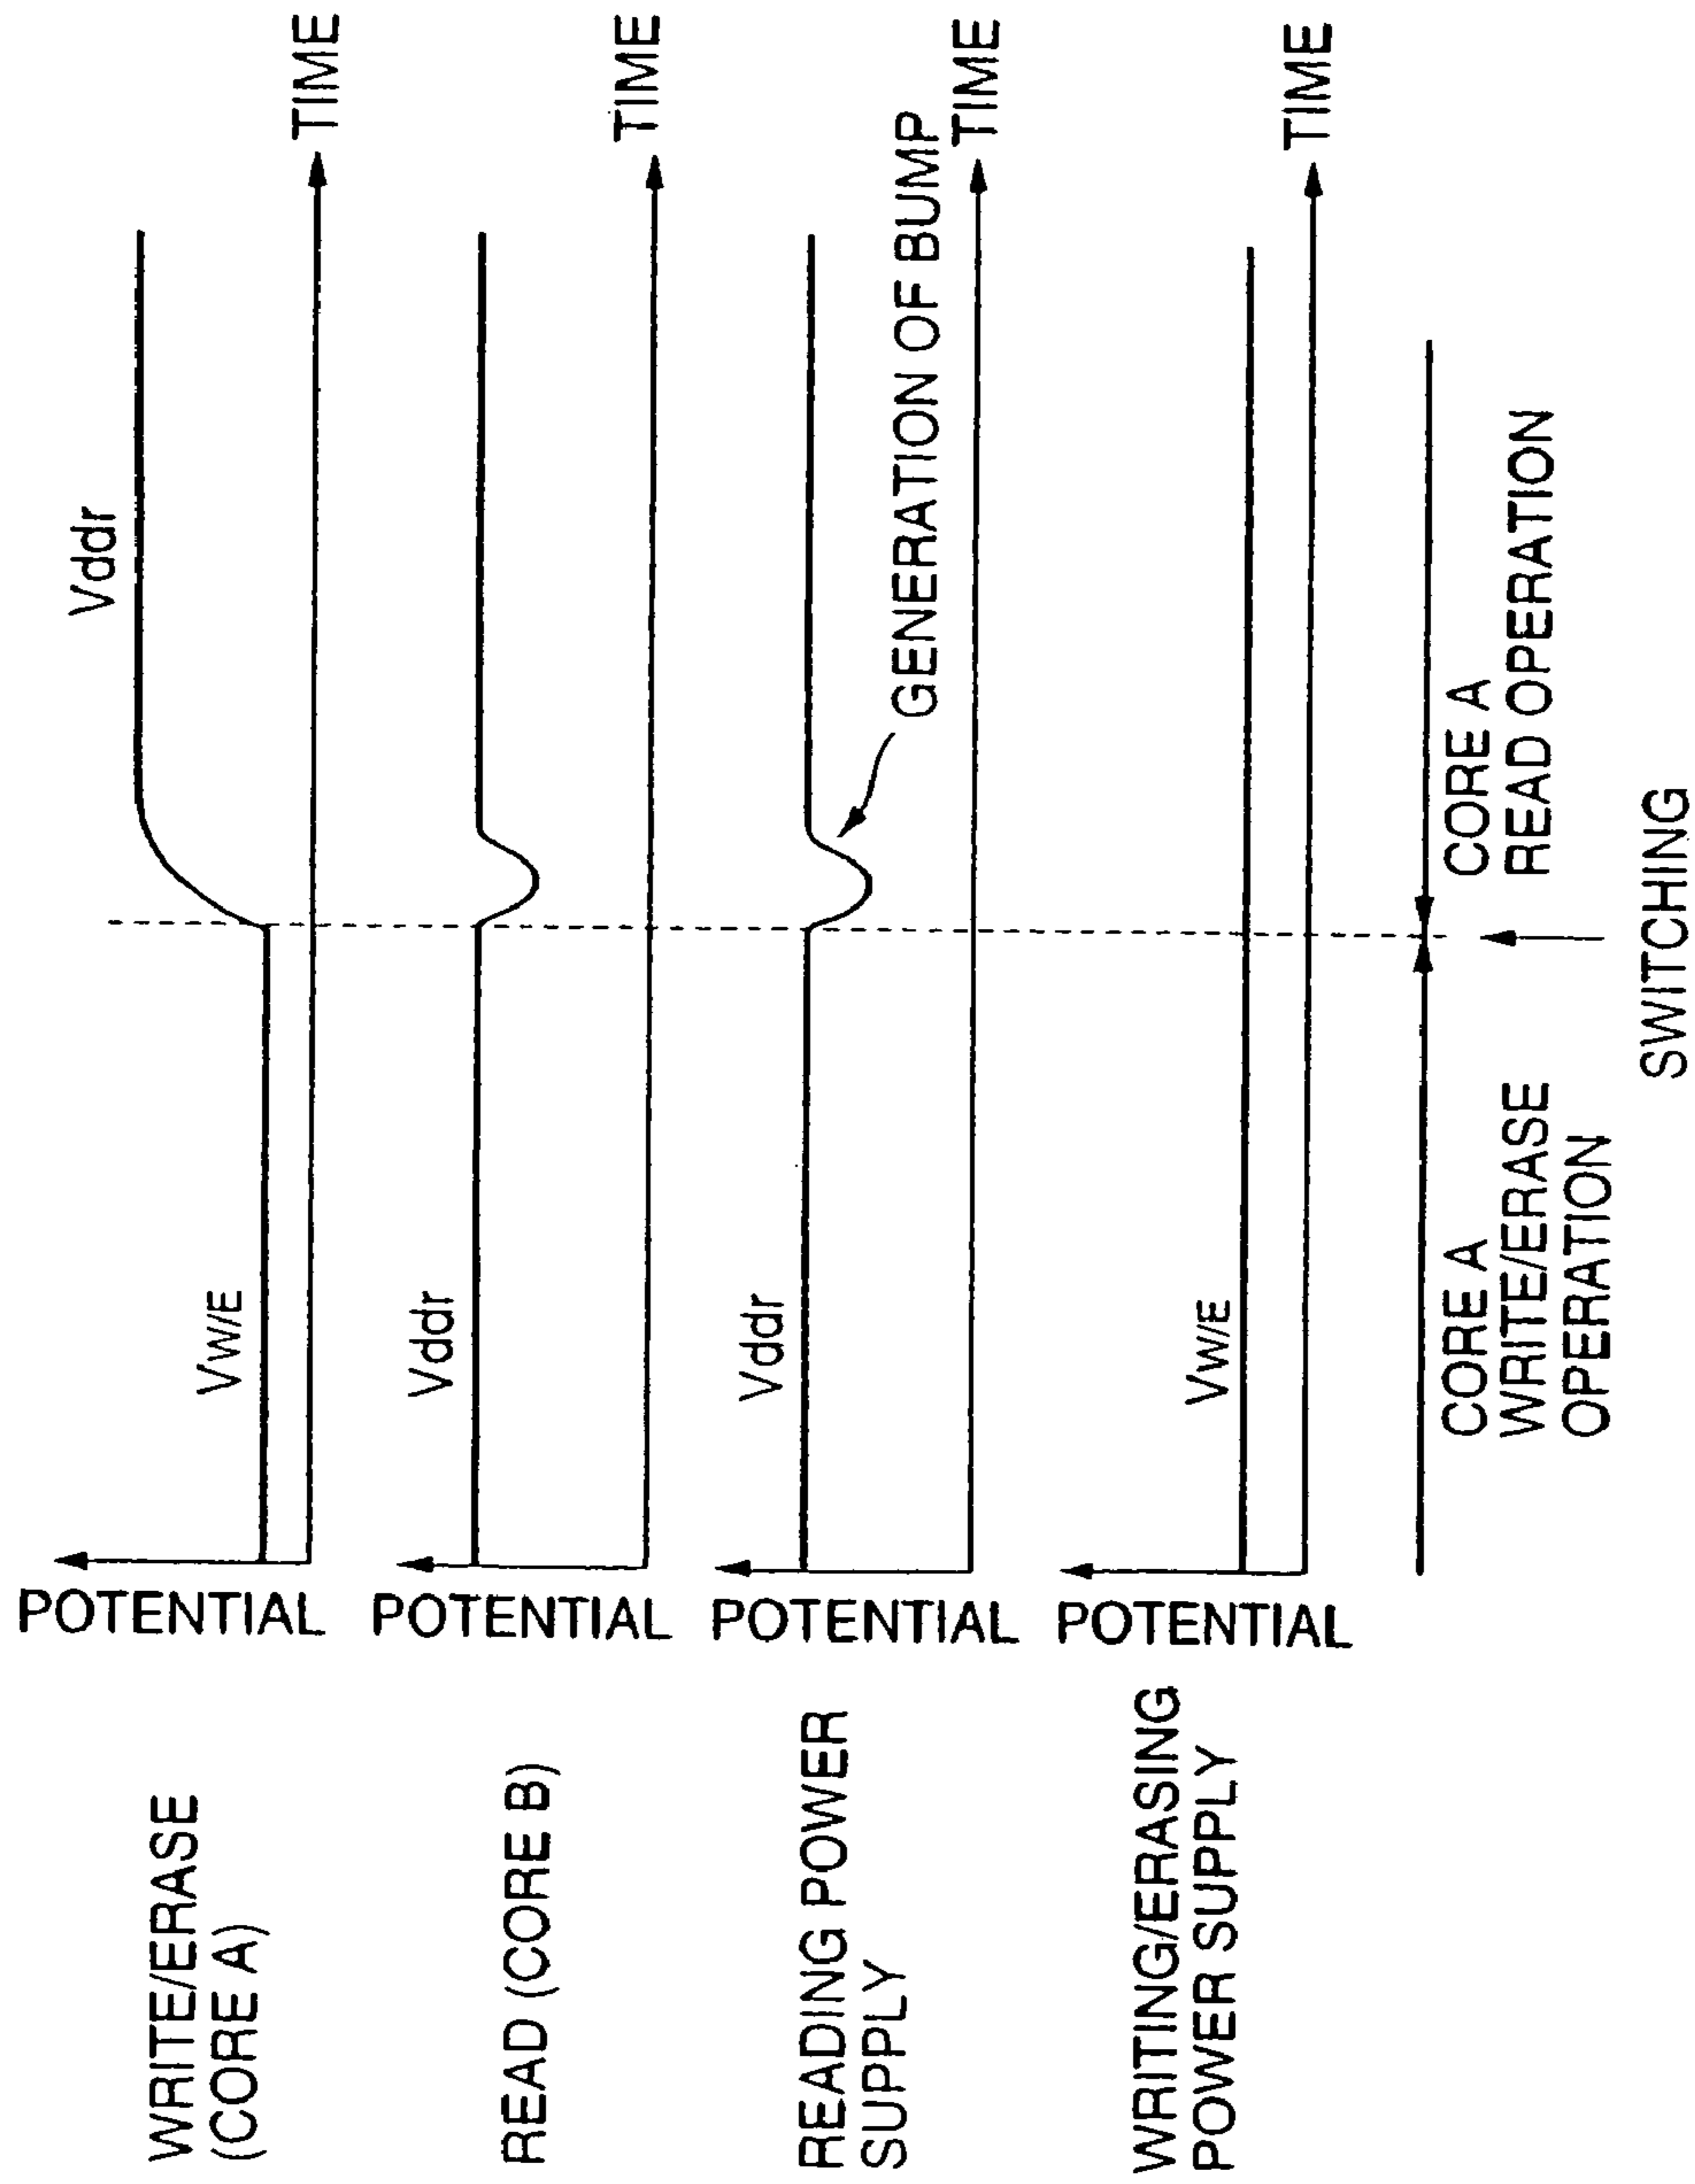 WRITE/ERASE
(CORE A)
POTENTIAL
VW/E
Vddr
TIME
READ (CORE B)
POTENTIAL
Vddr
TIME
READING POWER
SUPPLY
POTENTIAL
Vddr
GENERATION OF BUMP
TIME
WRITING/ERASING
POWER SUPPLY
POTENTIAL
VW/E
TIME
CORE A
WRITE/ERASE
OPERATION
CORE A
READ OPERATION
SWITCHING